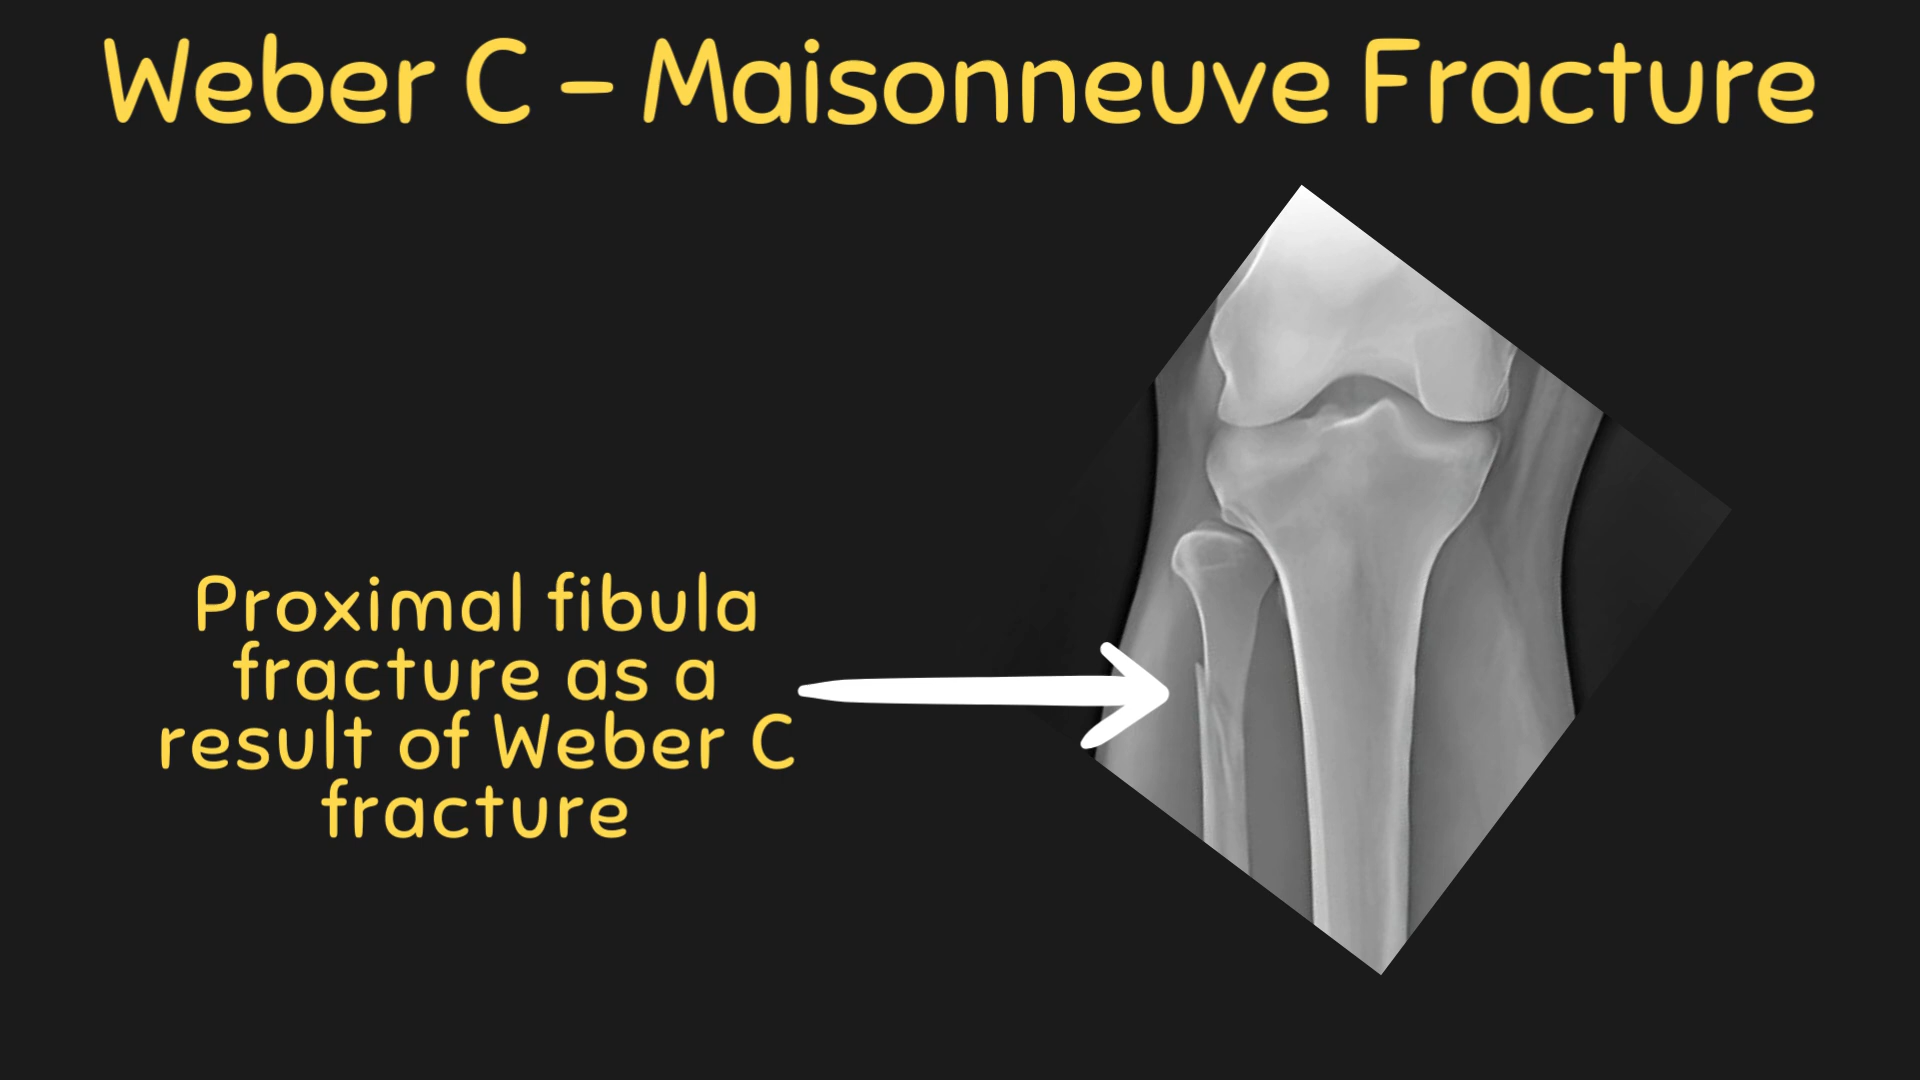 Weber C - Maisonneuve Fracture
Proximal fibula
fracture as a
result of Weber C
fracture